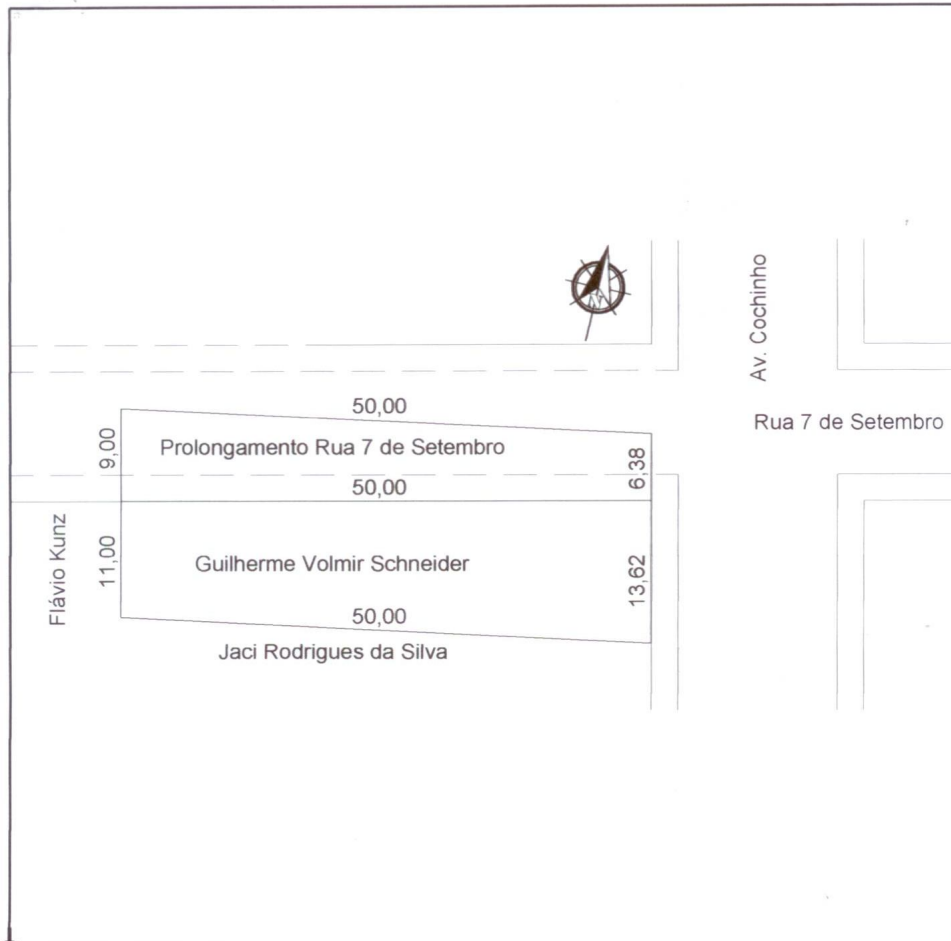 Av. Cochinho
Rua 7 de Setembro
50,00
9,00
Prolongamento Rua 7 de Setembro
6,38
50,00
Flávio Kunz
11,00
Guilherme Volmir Schneider
13,62
50,00
Jaci Rodrigues da Silva